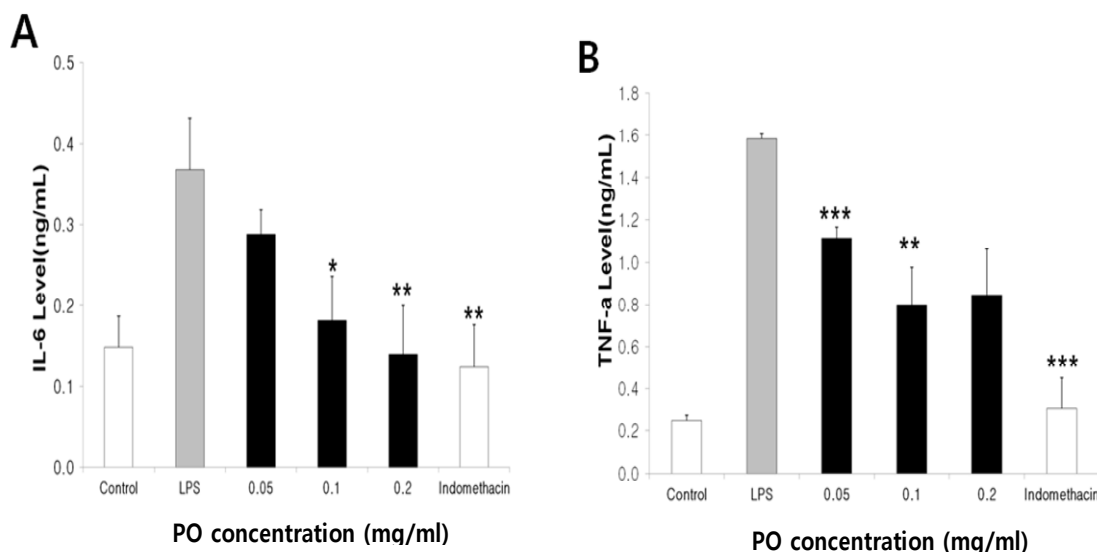 A
IL-6 Level(ng/mL)
0.5
0.4
0.3
0.2
0.1
0.0
*
**
**
Control LPS 0.05 0.1 0.2 Indomethacin
PO concentration (mg/ml)
B
TNF-a Level(ng/mL)
1.8
1.6
1.4
1.2
1.0
0.8
0.6
0.4
0.2
0.0
***
**
***
Control LPS 0.05 0.1 0.2 Indomethacin
PO concentration (mg/ml)